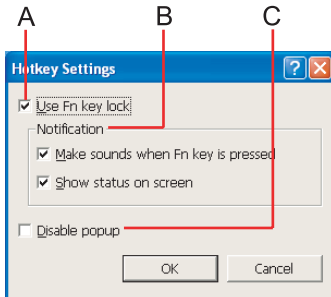 A B C
Hotkey Settings
Use Fn key lock
Notification
Make sounds when Fn key is pressed
Show status on screen
Disable popup
OK Cancel